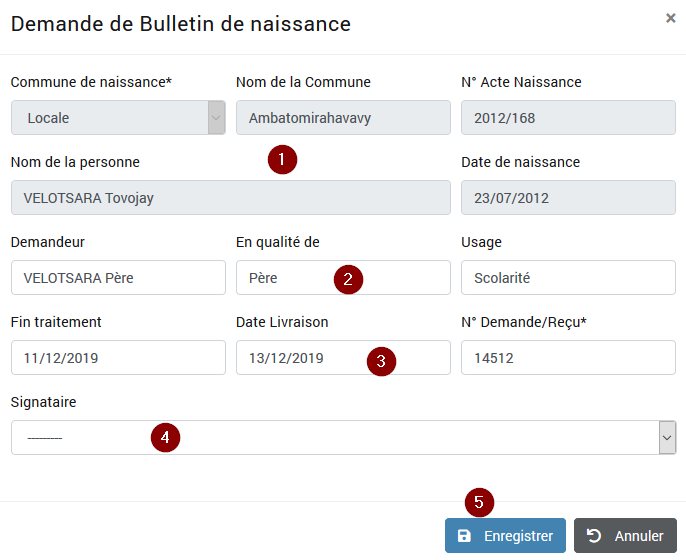 Demande de Bulletin de naissance ×
Commune de naissance* Nom de la Commune N° Acte Naissance
Locale Ambatomirahavavy 2012/168
1
Nom de la personne Date de naissance
VELOTSARA Tovojay 23/07/2012
Demandeur En qualité de Usage
VELOTSARA Père Père 2 Scolarité
Fin traitement Date Livraison N° Demande/Reçu*
11/12/2019 13/12/2019 3 14512
Signataire
--------- 4
5
Enregistrer Annuler